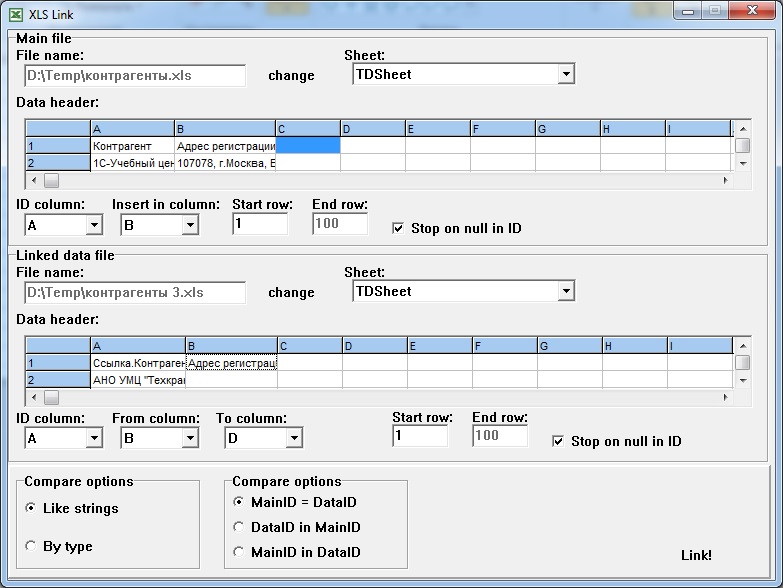 XLS Link
Main file
File name:
Sheet:
D:\Temp\контрагенты.xls
change
TDSheet
Data header:
A B C D E F G H I
1 Контрагент Адрес регистрации
2 1С-Учебный цен 107078, г.Москва, Б
ID column: Insert in column: Start row: End row:
A B 1 100
Stop on null in ID
Linked data file
File name:
Sheet:
D:\Temp\контрагенты 3.xls
change
TDSheet
Data header:
A B C D E F G H I
1 Ссылка.Контраген Адрес регистрац
2 АНО УМЦ "Техкра
ID column: From column: To column: Start row: End row:
A B D 1 100
Stop on null in ID
Compare options
Like strings
By type
Compare options
MainID = DataID
DataID in MainID
MainID in DataID
Link!